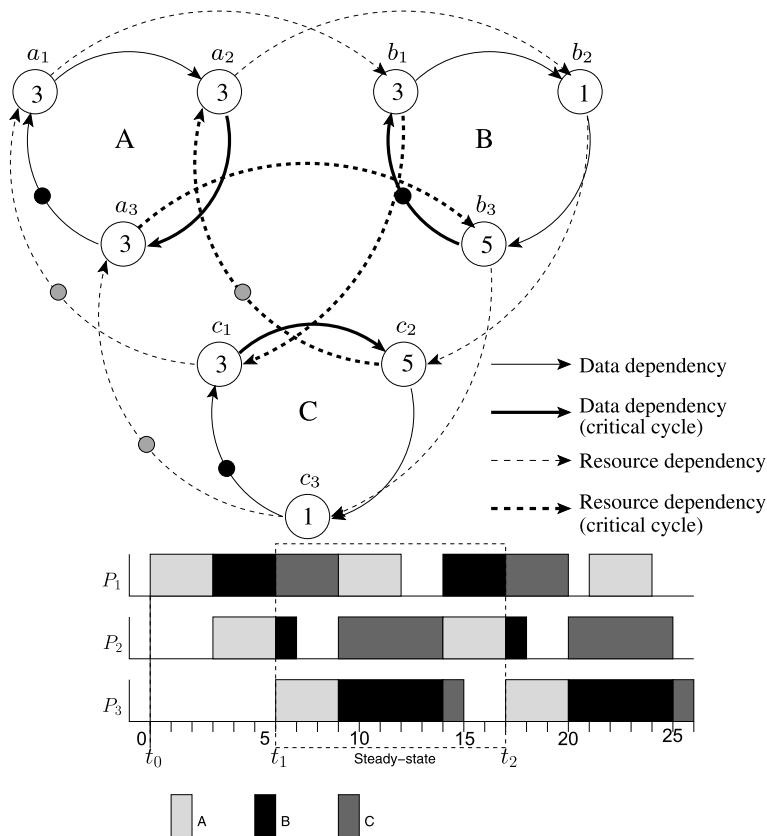 a1 a2 b1 b2
3 3 3 1
A B
a3 b3
3 5
c1 c2
3 5
C
c3
1
Data dependency
Data dependency
(critical cycle)
Resource dependency
Resource dependency
(critical cycle)
P1
P2
P3
0 5 10 15 20 25
t0 t1 Steady-state t2
A B C